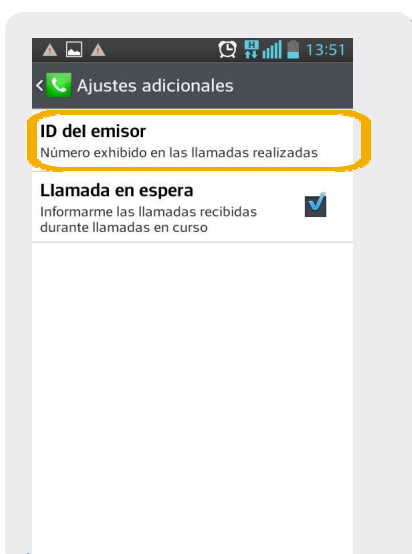 H 13:51
< Ajustes adicionales
ID del emisor
Número exhibido en las llamadas realizadas
Llamada en espera
Informarme las llamadas recibidas
durante llamadas en curso